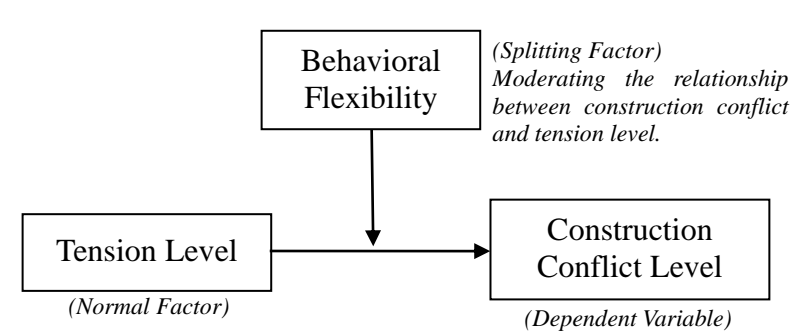 Behavioral
Flexibility
(Splitting Factor)
Moderating the relationship
between construction conflict
and tension level.
Tension Level
(Normal Factor)
Construction
Conflict Level
(Dependent Variable)